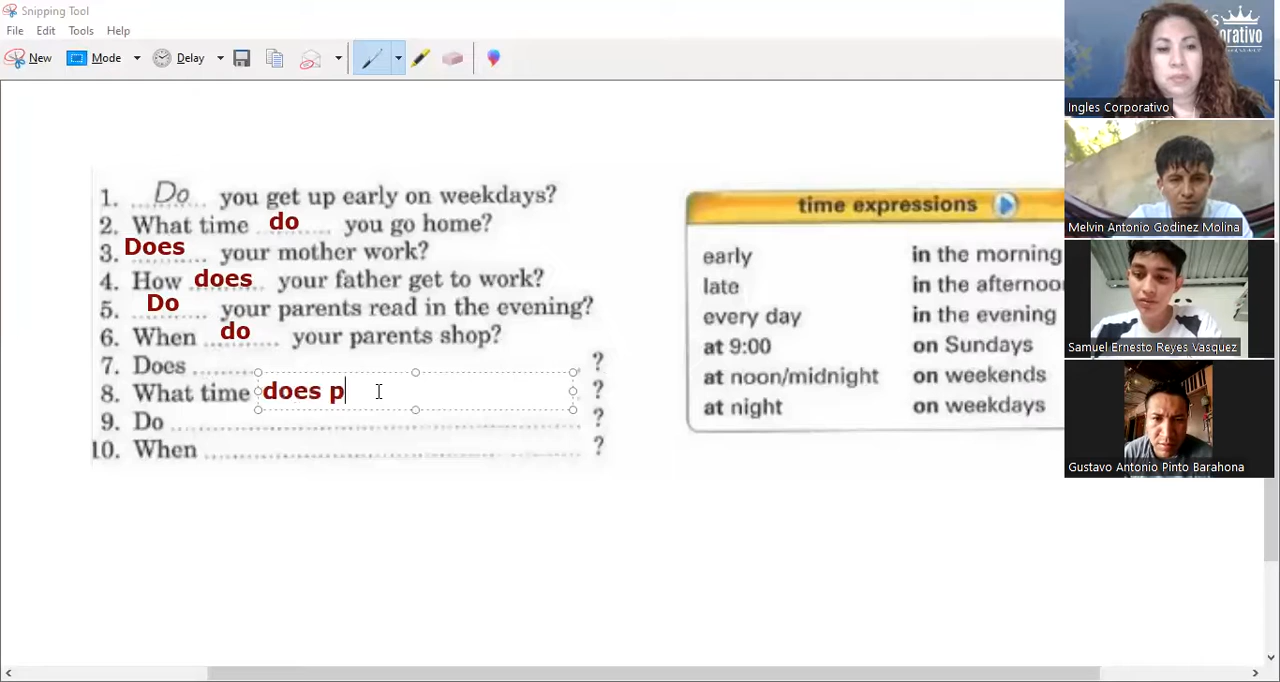 Snipping Tool
File Edit Tools Help
New Mode Delay
1. Do you get up early on weekdays?
2. What time do you go home?
3. Does your mother work?
4. How does your father get to work?
5. Do your parents read in the evening?
6. When do your parents shop?
7. Does ?
8. What time does p ?
9. Do ?
10. When ?
time expressions
early in the morning
late in the afternoon
every day in the evening
at 9:00 on Sundays
at noon/midnight on weekends
at night on weekdays
Corporativo
Ingles Corporativo
Melvin Antonio Godinez Molina
Samuel Ernesto Reyes Vasquez
Gustavo Antonio Pinto Barahona